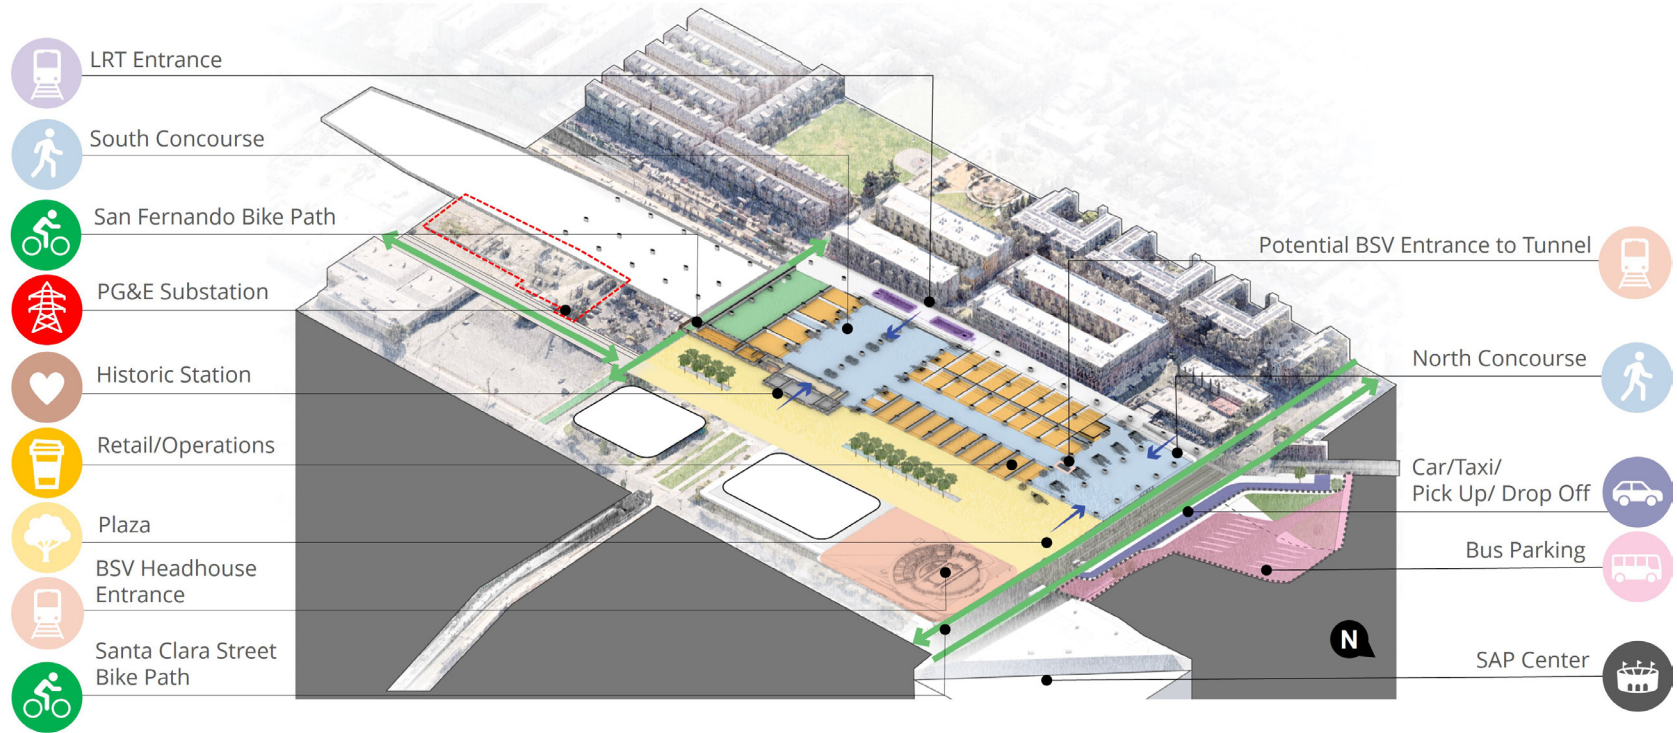 LRT Entrance
South Concourse
San Fernando Bike Path
PG&E Substation
Historic Station
Retail/Operations
Plaza
BSV Headhouse
Entrance
Santa Clara Street
Bike Path
Potential BSV Entrance to Tunnel
North Concourse
Car/Taxi/
Pick Up/ Drop Off
Bus Parking
N
SAP Center